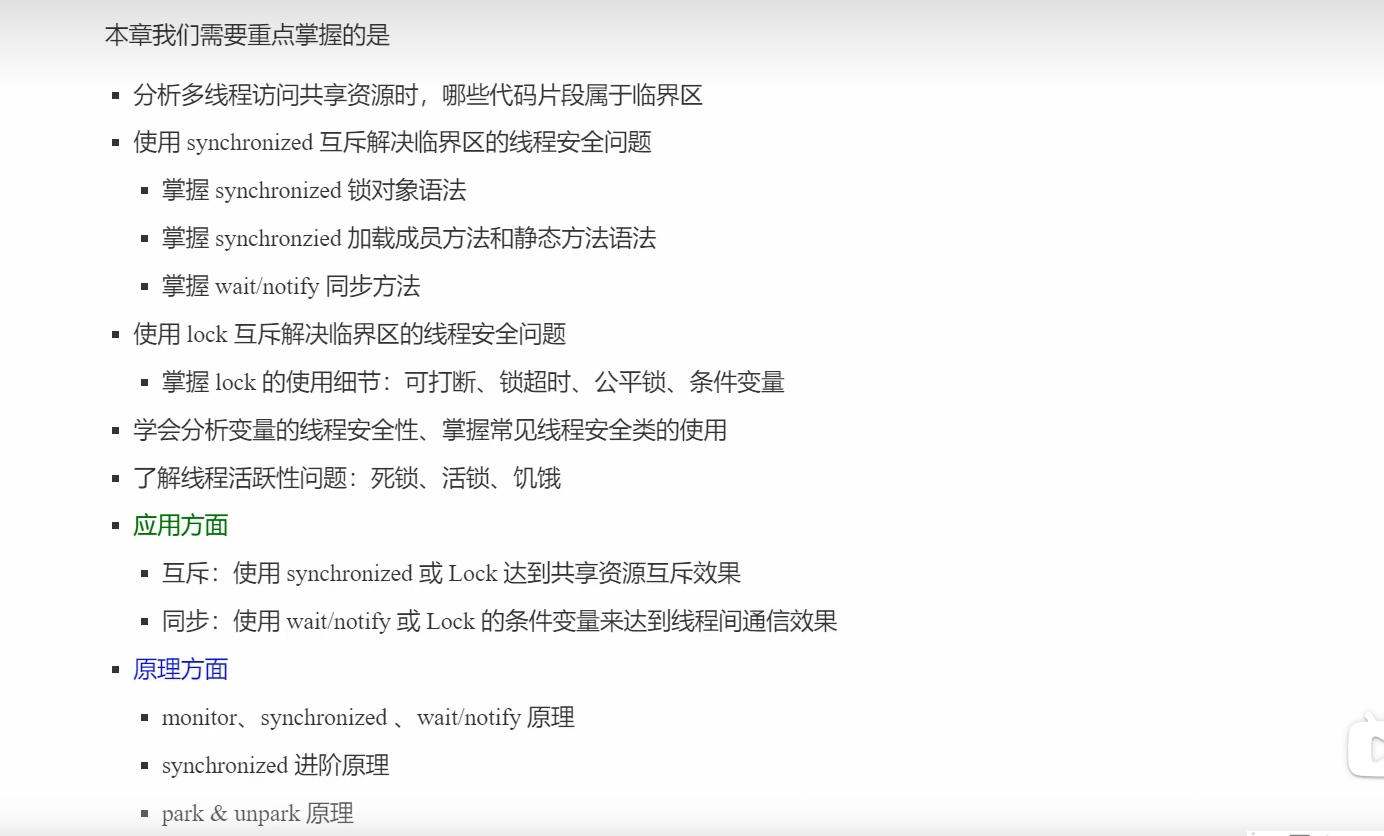 本章我们需要重点掌握的是
分析多线程访问共享资源时，哪些代码片段属于临界区
使用 synchronized 互斥解决临界区的线程安全问题
掌握 synchronized 锁对象语法
掌握 synchronzied 加载成员方法和静态方法语法
掌握 wait/notify 同步方法
使用 lock 互斥解决临界区的线程安全问题
掌握 lock 的使用细节：可打断、锁超时、公平锁、条件变量
学会分析变量的线程安全性、掌握常见线程安全类的使用
了解线程活跃性问题：死锁、活锁、饥饿
应用方面
互斥：使用 synchronized 或 Lock 达到共享资源互斥效果
同步：使用 wait/notify 或 Lock 的条件变量来达到线程间通信效果
原理方面
monitor、synchronized 、wait/notify 原理
synchronized 进阶原理
park & unpark 原理